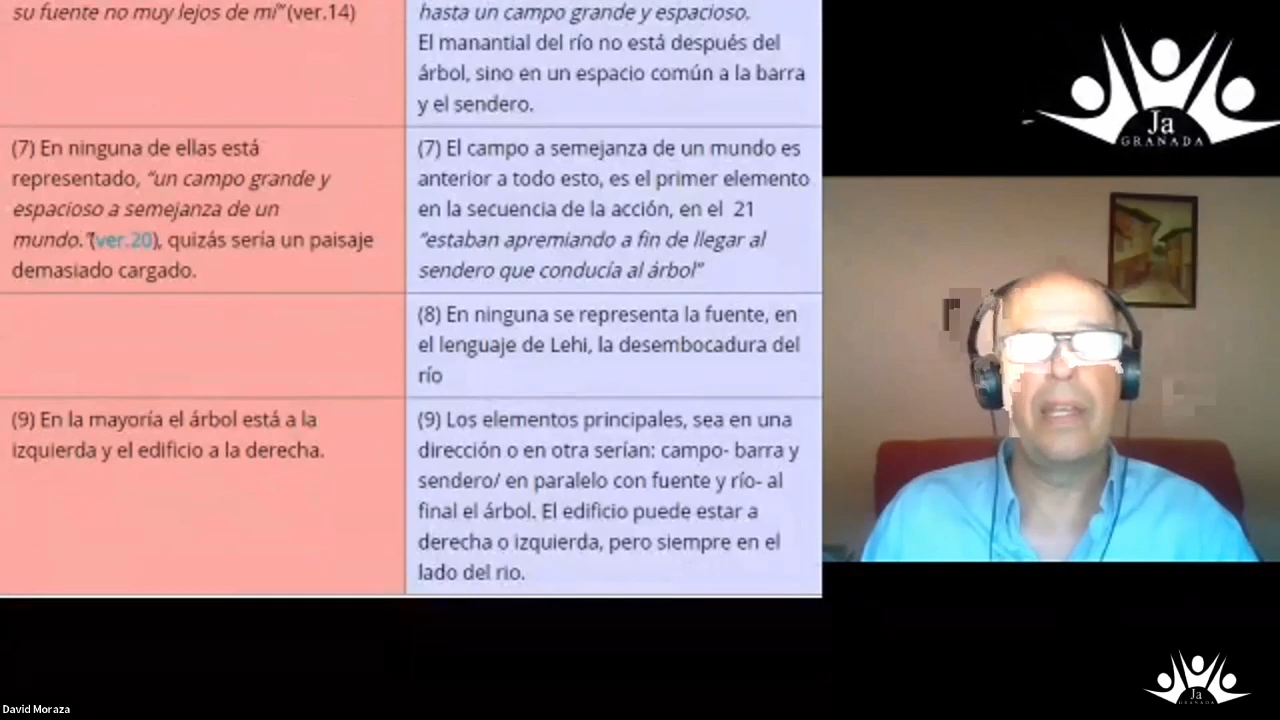 su fuente no muy lejos de mí” (ver.14)
(7) En ninguna de ellas está
representado, “un campo grande y
espacioso a semejanza de un
mundo.”(ver.20), quizás sería un paisaje
demasiado cargado.
(9) En la mayoría el árbol está a la
izquierda y el edificio a la derecha.
hasta un campo grande y espacioso.
El manantial del río no está después del
árbol, sino en un espacio común a la barra
y el sendero.
(7) El campo a semejanza de un mundo es
anterior a todo esto, es el primer elemento
en la secuencia de la acción, en el 21
“estaban apremiando a fin de llegar al
sendero que conducía al árbol”
(8) En ninguna se representa la fuente, en
el lenguaje de Lehi, la desembocadura del
río
(9) Los elementos principales, sea en una
dirección o en otra serían: campo- barra y
sendero/ en paralelo con fuente y río- al
final el árbol. El edificio puede estar a
derecha o izquierda, pero siempre en el
lado del rio.
Ja
GRANADA
Ja
GRANADA
David Moraza